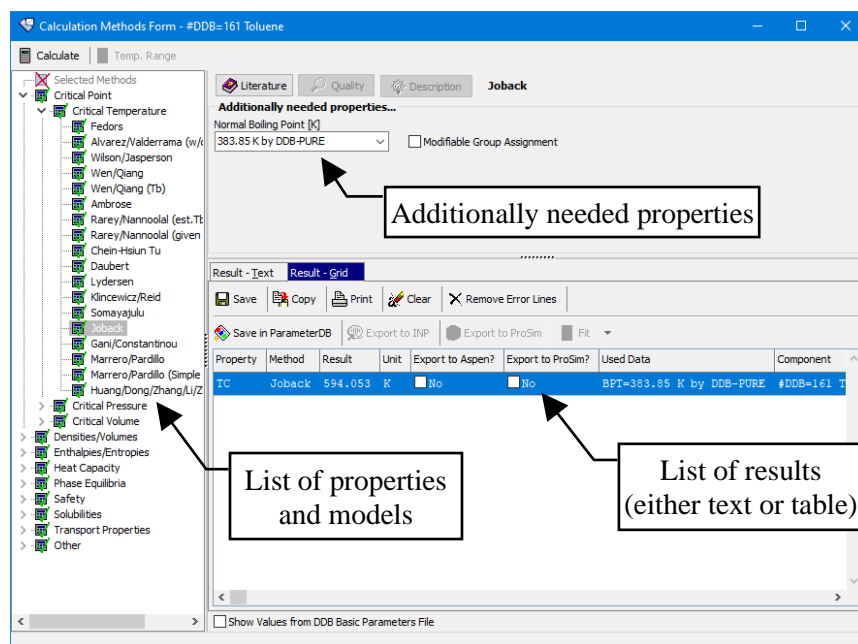 Calculation Methods Form - #DDB=161 Toluene
Calculate Temp. Range
Selected Methods
Critical Point
Critical Temperature
Fedors
Alvarez/Valderrama (w/o
Wilson/Jasperson
Wen/Qiang
Wen/Qiang (Tb)
Ambrose
Rarey/Nannoolal (est.Tb
Rarey/Nannoolal (given
Chein-Hsiun Tu
Daubert
Lydersen
Klincewicz/Reid
Somayajulu
Joback
Gani/Constantinou
Marrero/Pardillo
Marrero/Pardillo (Simple
Huang/Dong/Zhang/Li/Z
Critical Pressure
Critical Volume
Densities/Volumes
Enthalpies/Entropies
Heat Capacity
Phase Equilibria
Safety
Solubilities
Transport Properties
Other
Literature Quality Description Joback
Additionally needed properties...
Normal Boiling Point [K]
383.85 K by DDB-PURE Modifiable Group Assignment
Additionally needed properties
Result - Text Result - Grid
Save Copy Print Clear Remove Error Lines
Save in ParameterDB Export to INP Export to ProSim Fit
Property Method Result Unit Export to Aspen? Export to ProSim? Used Data Component
TC Joback 594.053 K No No BPT=383.85 K by DDB-PURE #DDB=161 T
List of properties
and models
List of results
(either text or table)
Show Values from DDB Basic Parameters File